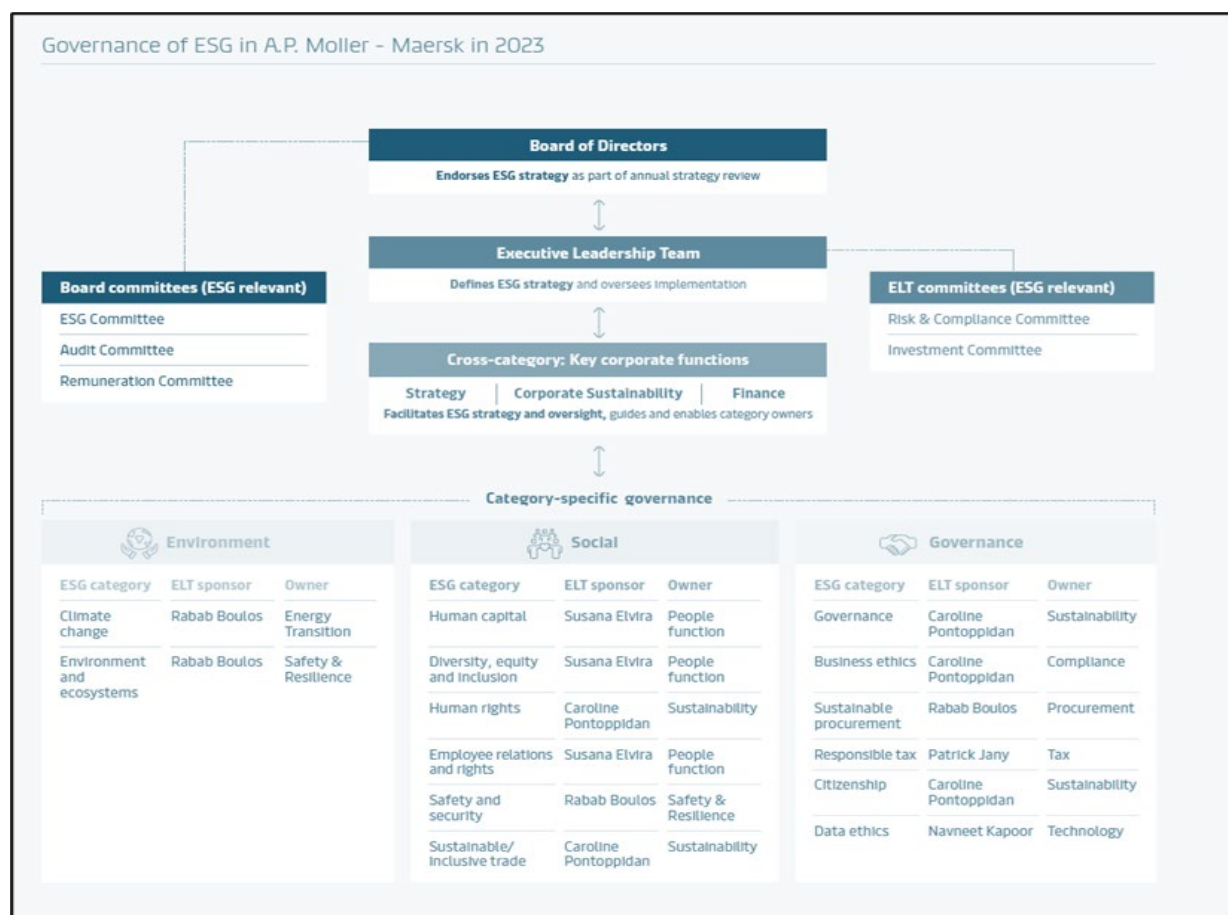 Governance of ESG in A.P. Moller - Maersk in 2023
Board of Directors
Endorses ESG strategy as part of annual strategy review
Executive Leadership Team
Defines ESG strategy and oversees implementation
Board committees (ESG relevant)
ESG Committee
Audit Committee
Remuneration Committee
ELT committees (ESG relevant)
Risk & Compliance Committee
Investment Committee
Cross-category: Key corporate functions
Strategy | Corporate Sustainability | Finance
Facilitates ESG strategy and oversight, guides and enables category owners
Category-specific governance
Environment
ESG category ELT sponsor Owner
Climate change Rabab Boulos Energy Transition
Environment and ecosystems Rabab Boulos Safety & Resilience
Social
ESG category ELT sponsor Owner
Human capital Susana Elvira People function
Diversity, equity and inclusion Susana Elvira People function
Human rights Caroline Pontoppidan Sustainability
Employee relations and rights Susana Elvira People function
Safety and security Rabab Boulos Safety & Resilience
Sustainable/ Inclusive trade Caroline Pontoppidan Sustainability
Governance
ESG category ELT sponsor Owner
Governance Caroline Pontoppidan Sustainability
Business ethics Caroline Pontoppidan Compliance
Sustainable procurement Rabab Boulos Procurement
Responsible tax Patrick Jany Tax
Citizenship Caroline Pontoppidan Sustainability
Data ethics Navneet Kapoor Technology